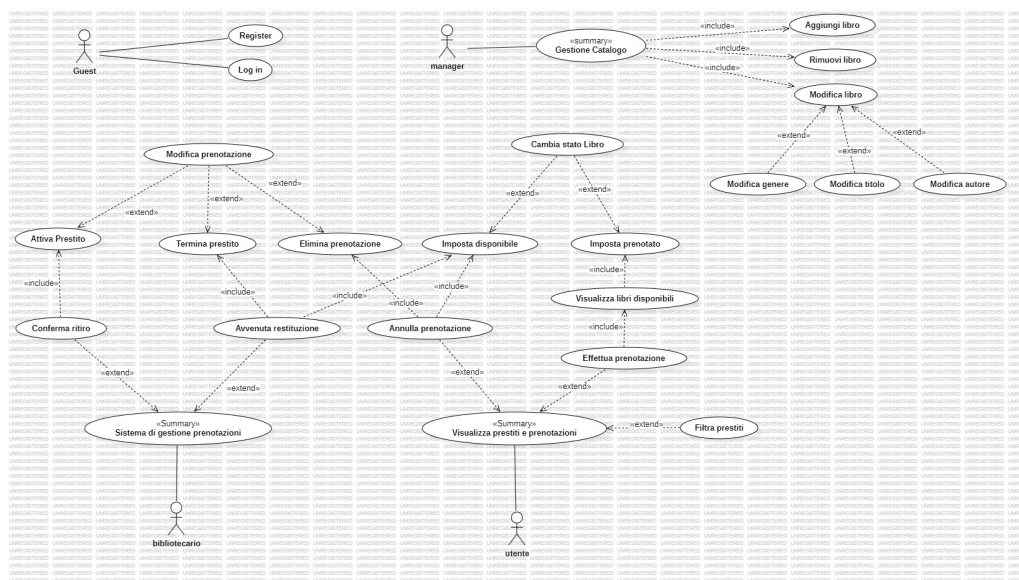 Register
Guest
Log in
manager
«summary»
Gestione Catalogo
«include»
Aggiungi libro
«include»
Rimuovi libro
«include»
Modifica libro
«extend»
«extend»
«extend»
Modifica genere
Modifica titolo
Modifica autore
Modifica prenotazione
Cambia stato Libro
«extend»
«extend»
«extend»
«extend»
«extend»
Attiva Prestito
Termina prestito
Elimina prenotazione
Imposta disponibile
Imposta prenotato
«include»
«include»
«include»
«include»
«include»
Visualizza libri disponibili
«include»
Conferma ritiro
Avvenuta restituzione
Annulla prenotazione
Effettua prenotazione
«extend»
«extend»
«extend»
«extend»
«Summary»
Sistema di gestione prenotazioni
«Summary»
Visualizza prestiti e prenotazioni
«extend»
Filtra prestiti
bibliotecario
utente
UNREGISTERED